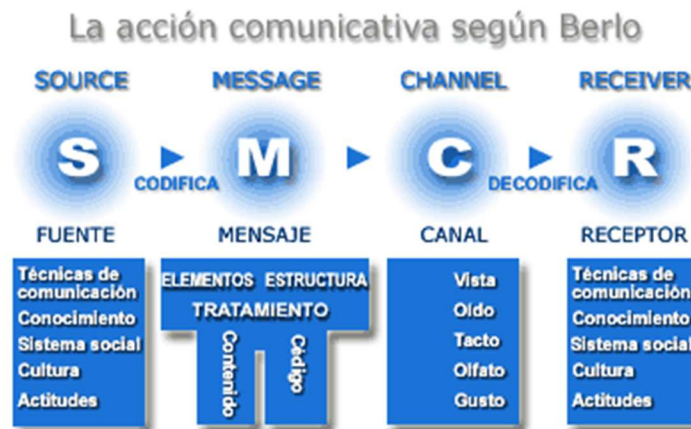 La acción comunicativa según Berlo
SOURCE MESSAGE CHANNEL RECEIVER
S M C R
CODIFICA DECODIFICA
FUENTE MENSAJE CANAL RECEPTOR
Técnicas de
comunicación
Conocimiento
Sistema social
Cultura
Actitudes
ELEMENTOS ESTRUCTURA
TRATAMIENTO
Contenido
Código
Vista
Oído
Tacto
Olfato
Gusto
Técnicas de
comunicación
Conocimiento
Sistema social
Cultura
Actitudes